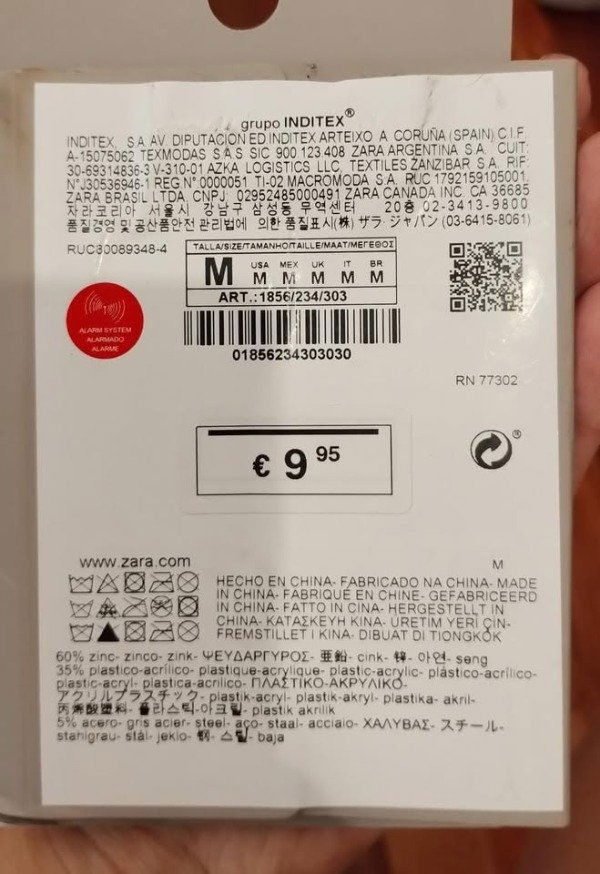 grupo INDITEX®
INDITEX, S.A. AV. DIPUTACION ED INDITEX ARTEIXO A CORUÑA (SPAIN) C.I.F.
A-15075062 TEXMODAS S.A.S SIC 900 123 408 ZARA ARGENTINA S.A. CUIT:
30-69314836-3 V-310-01 AZKA LOGISTICS LLC TEXTILES ZANZIBAR S.A. RIF:
N°J30536946-1 REG N° 0000051 TI-02 MACROMODA S.A. RUC 1792159105001.
ZARA BRASIL LTDA. CNPJ 02952485000491 ZARA CANADA INC. CA 36685
자라코리아 서울시 강남구 삼성동 무역센터 20층 02-3413-9800
품질경영 및 공산품안전 관리법에 의한 품질표시(株) ザラ ジャパン (03-6415-8061)
RUC80089348-4
TALLA/SIZE/TAMANHO/TAILLE/MAAT/ΜΕΓΕΘΟΣ
M USA M MEX M UK M IT M BR M
ART.:1856/234/303
01856234303030
ALARM SYSTEM
ALARMADO
ALARME
RN 77302
€ 9 95
www.zara.com
M
HECHO EN CHINA- FABRICADO NA CHINA- MADE
IN CHINA- FABRIQUÉ EN CHINE- GEFABRICEERD
IN CHINA- FATTO IN CINA- HERGESTELLT IN
CHINA- ΚΑΤΑΣΚΕΥΗ ΚΙΝΑ- ÜRETIM YERİ ÇIN-
FREMSTILLET I KINA- DIBUAT DI TIONGKOK
60% zinc- zinco- zink- ΨΕΥΔΑΡΓΥΡΟΣ- 亜鉛- cink- 锌- 아연- seng
35% plastico-acrílico- plastique-acrylique- plastic-acrylic- plástico-acrílico-
plastic-acryl- plastica-acrilico- ΠΛΑΣΤΙΚΟ-ΑΚΡΥΛΙΚΟ-
アクリルプラスチック- plastik-acryl- plastik-akryl- plastika- akril-
丙烯酸塑料- 플라스틱-아크릴- plastik akrilik
5% acero- gris acier- steel- aço- staal- acciaio- ΧΑΛΥΒΑΣ- スチール-
stahlgrau- stål- jeklo- 钢- 스틸- baja